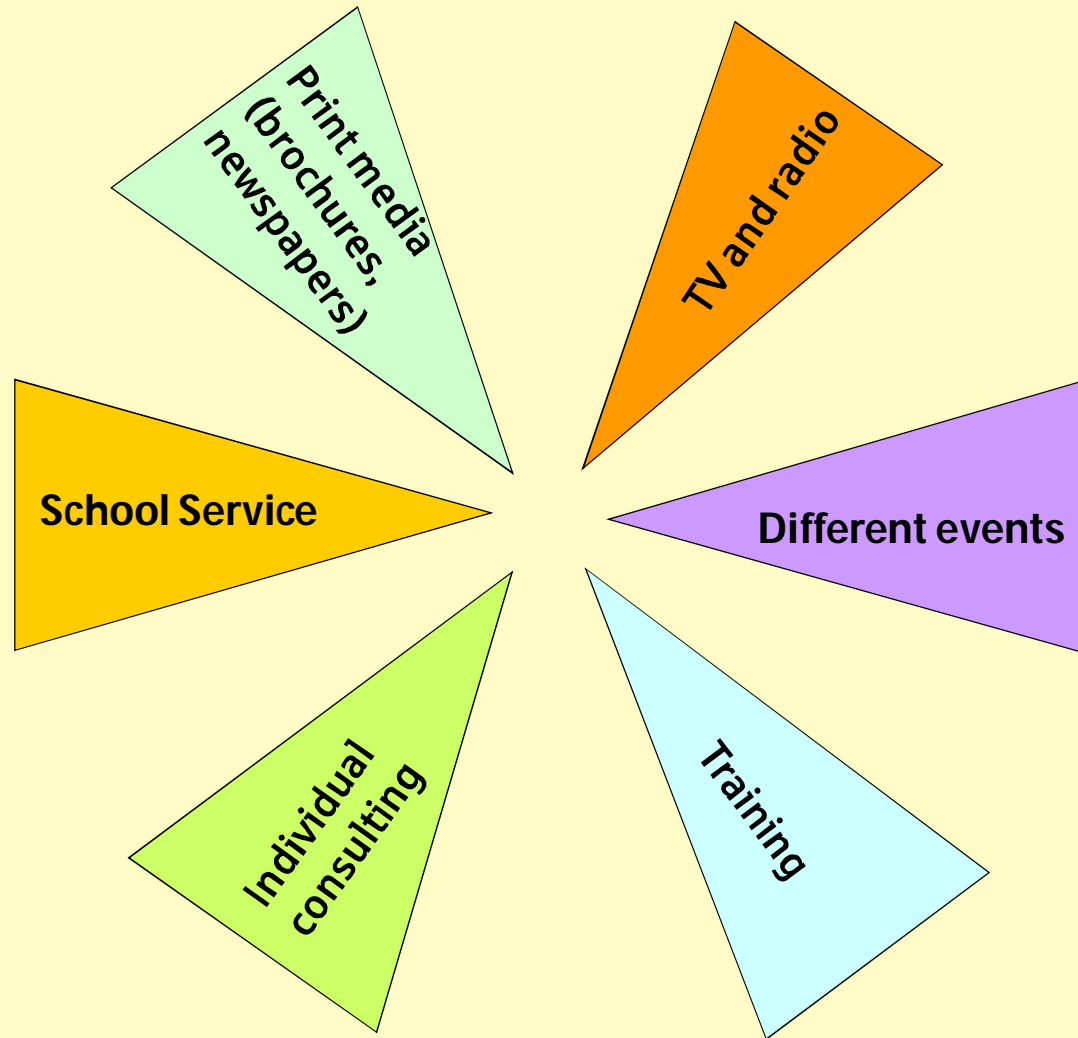 Print media
(brochures,
newspapers)
TV and radio
School Service
Different events
Individual
consulting
Training